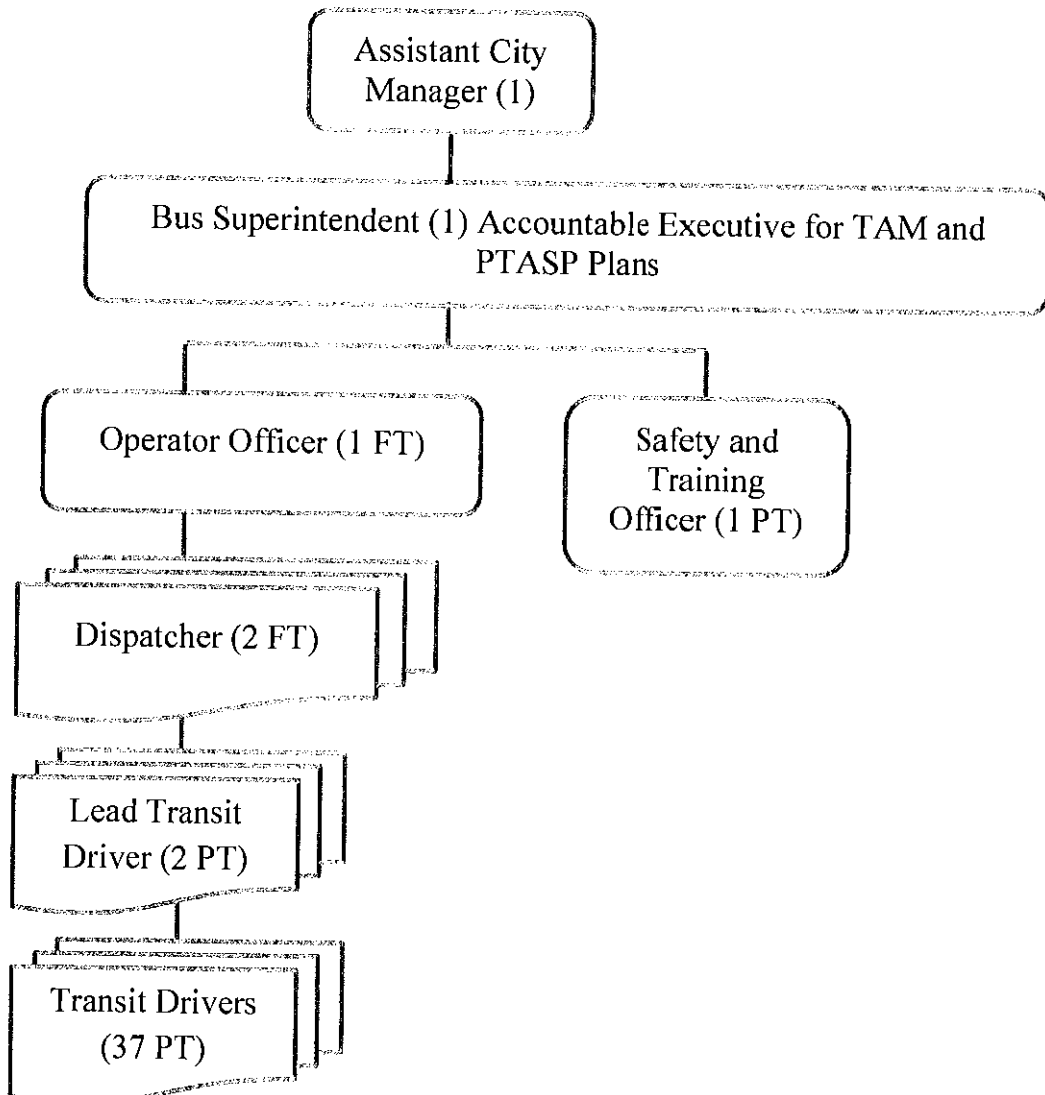 Assistant City
Manager (1)
Bus Superintendent (1) Accountable Executive for TAM and
PTASP Plans
Operator Officer (1 FT)
Safety and
Training
Officer (1 PT)
Dispatcher (2 FT)
Lead Transit
Driver (2 PT)
Transit Drivers
(37 PT)